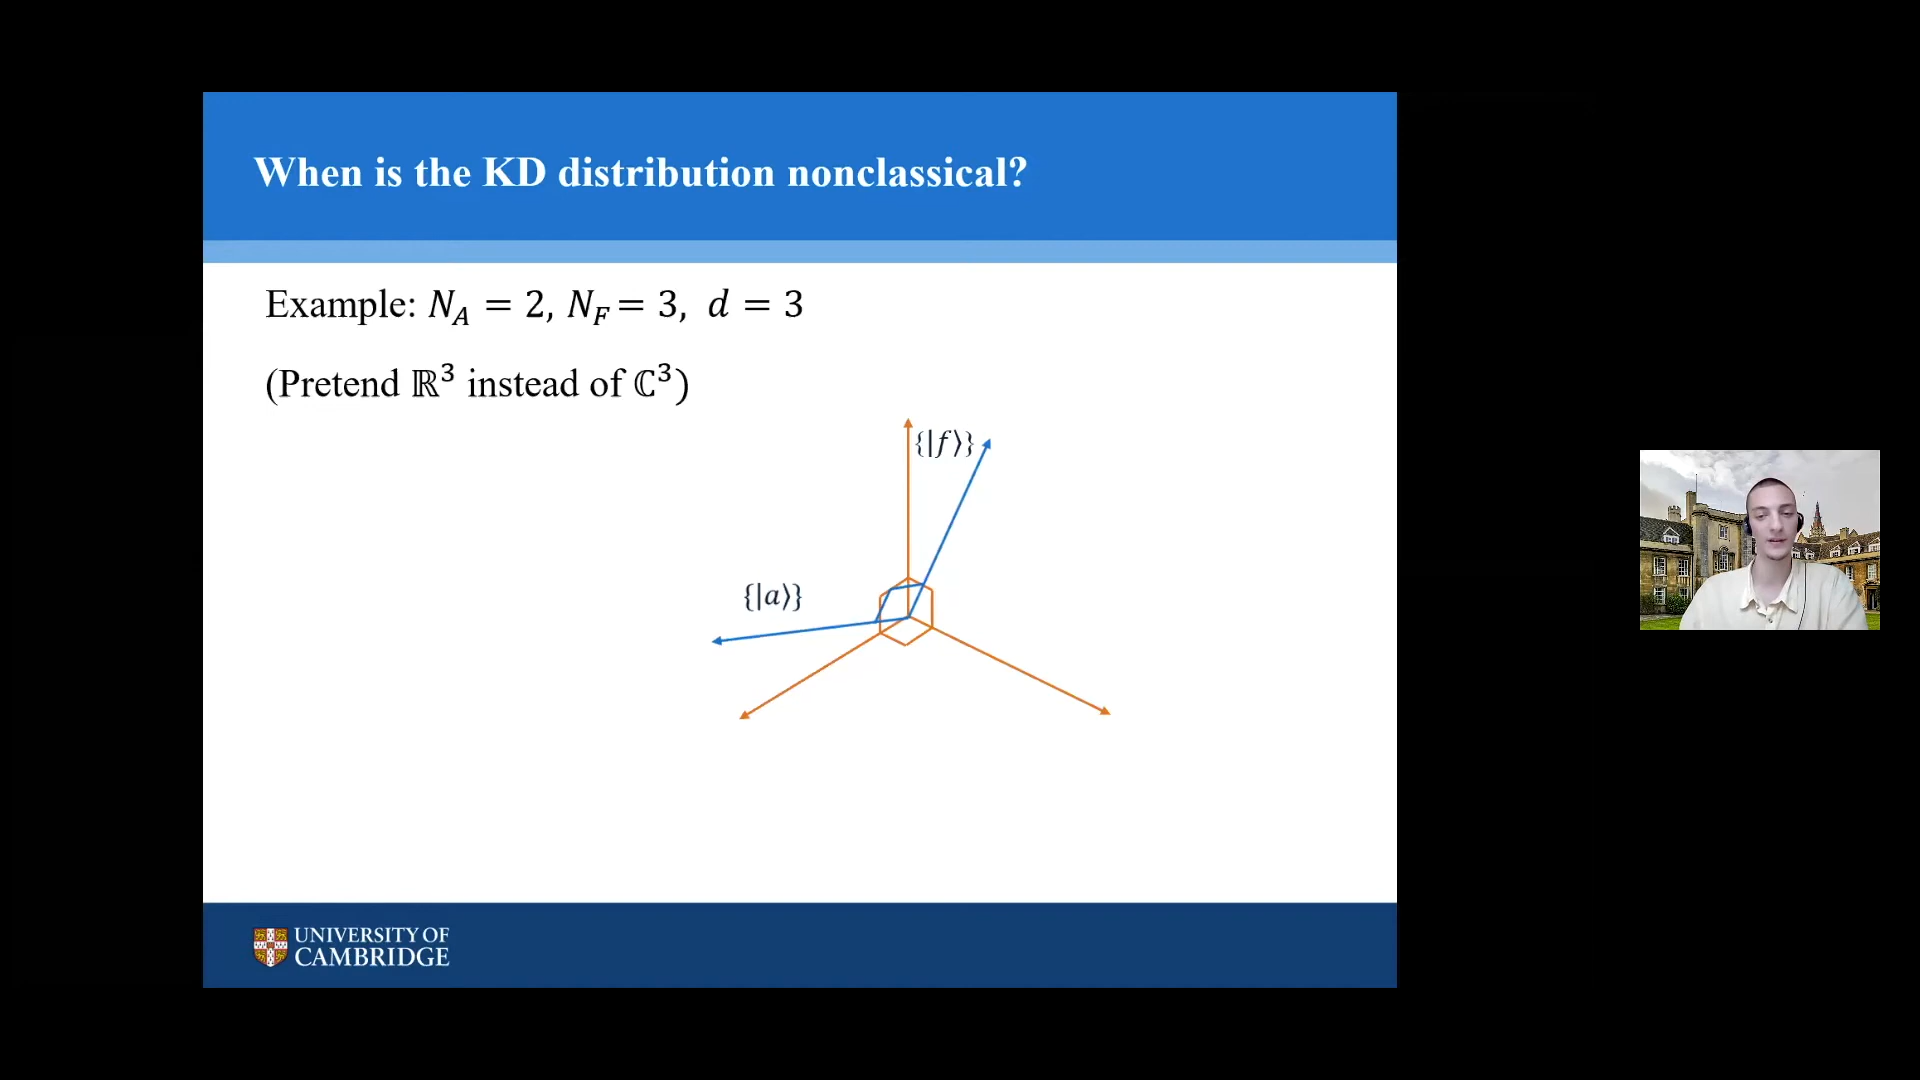 When is the KD distribution nonclassical?
Example: 𝑁_𝐴 = 2, 𝑁_𝐹 = 3, 𝑑 = 3
(Pretend ℝ³ instead of ℂ³)
{|𝑓⟩}
{|𝑎⟩}
UNIVERSITY OF
CAMBRIDGE